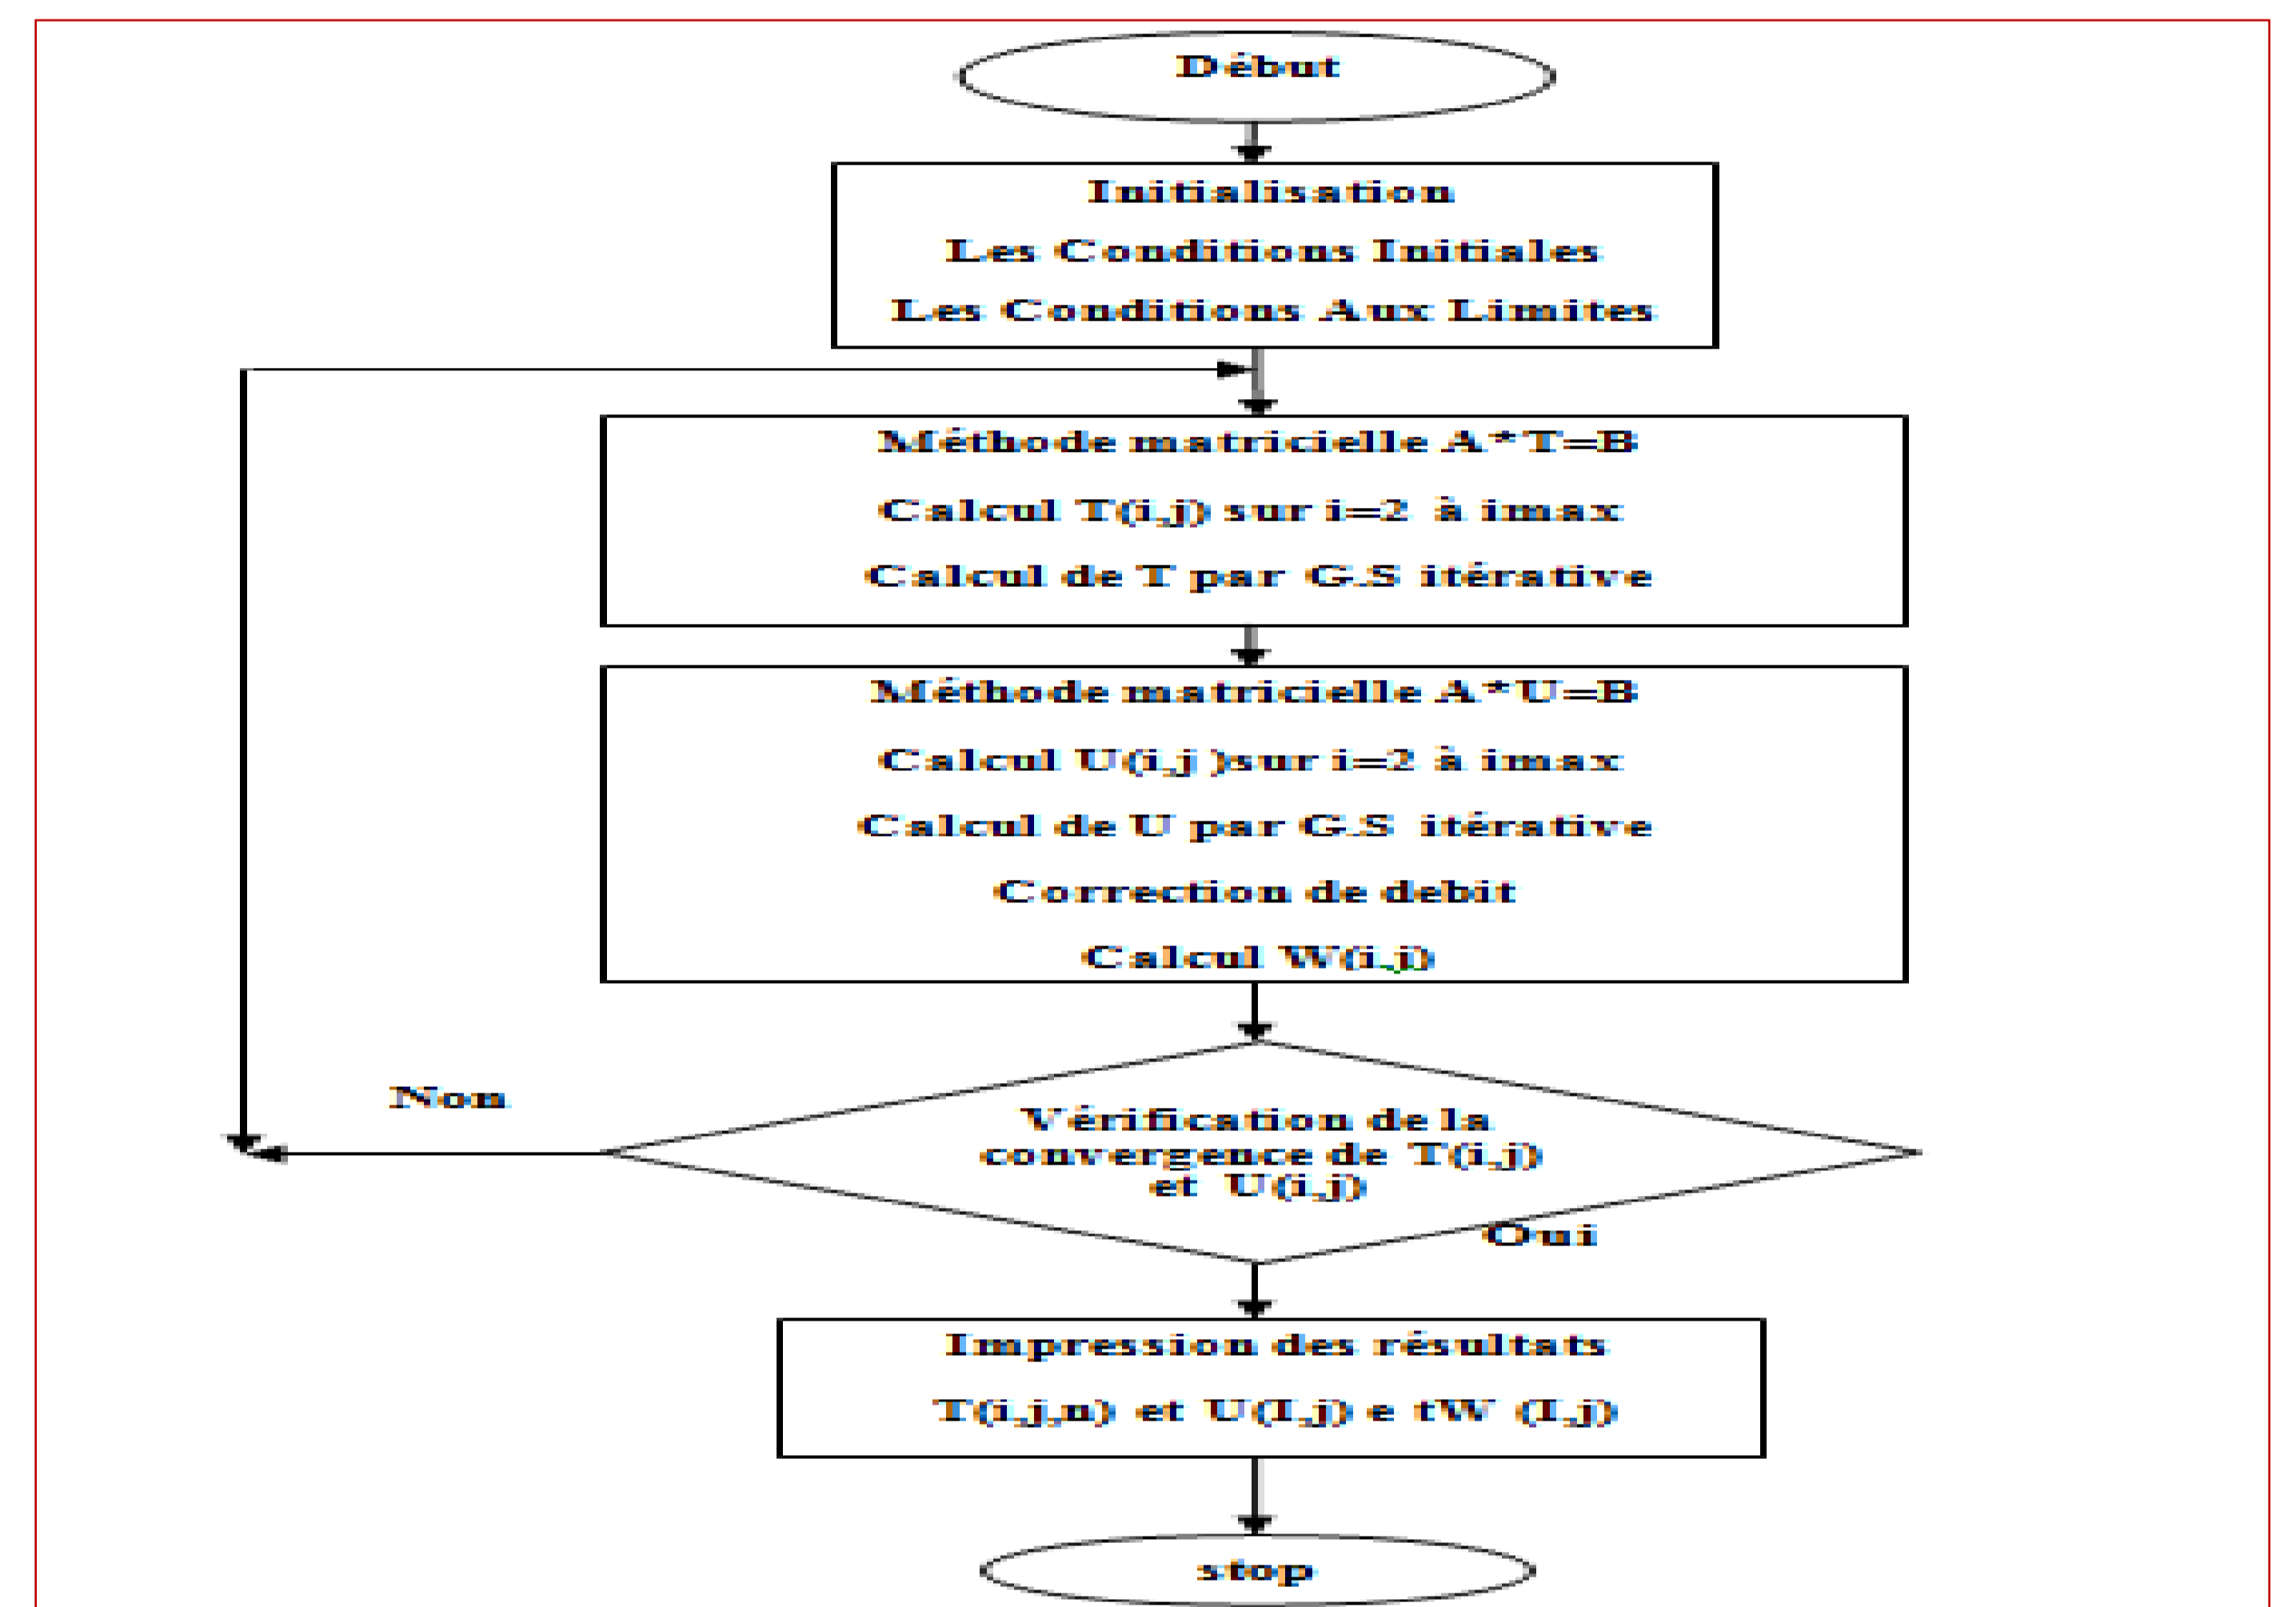 Début
Initialisation
Les Conditions Initiales
Les Conditions Aux Limites
Méthode matricielle A*T=B
Calcul T(i,j) sur i=2 à imax
Calcul de T par G.S itérative
Méthode matricielle A*U=B
Calcul U(i,j )sur i=2 à imax
Calcul de U par G.S itérative
Correction de debit
Calcul W(i,j)
Non
Vérification de la
convergence de T(i,j)
et U(i,j)
Oui
Impression des résultats
T(i,j,n) et U(I,j) e tW (I,j)
stop